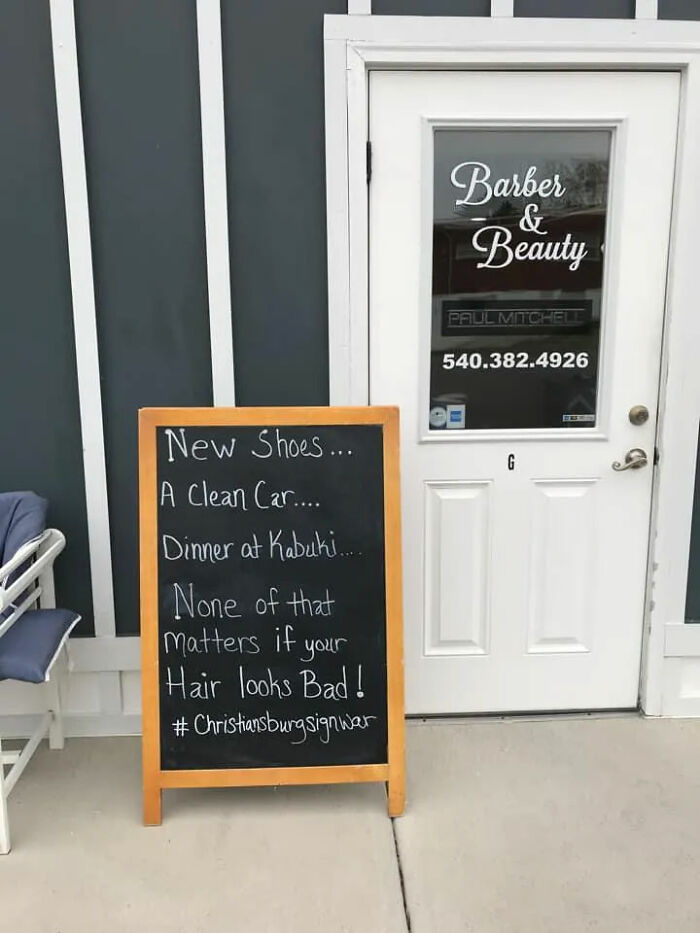 Barber
&
Beauty
PAUL MITCHELL
540.382.4926
G
New Shoes...
A Clean Car....
Dinner at Kabuki....
None of that
matters if your
Hair looks Bad!
# Christiansburgsignwar